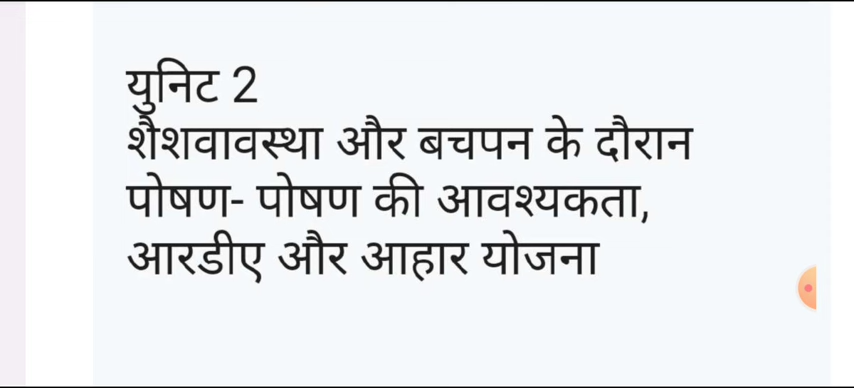 युनिट 2
शैशवावस्था और बचपन के दौरान
पोषण- पोषण की आवश्यकता,
आरडीए और आहार योजना